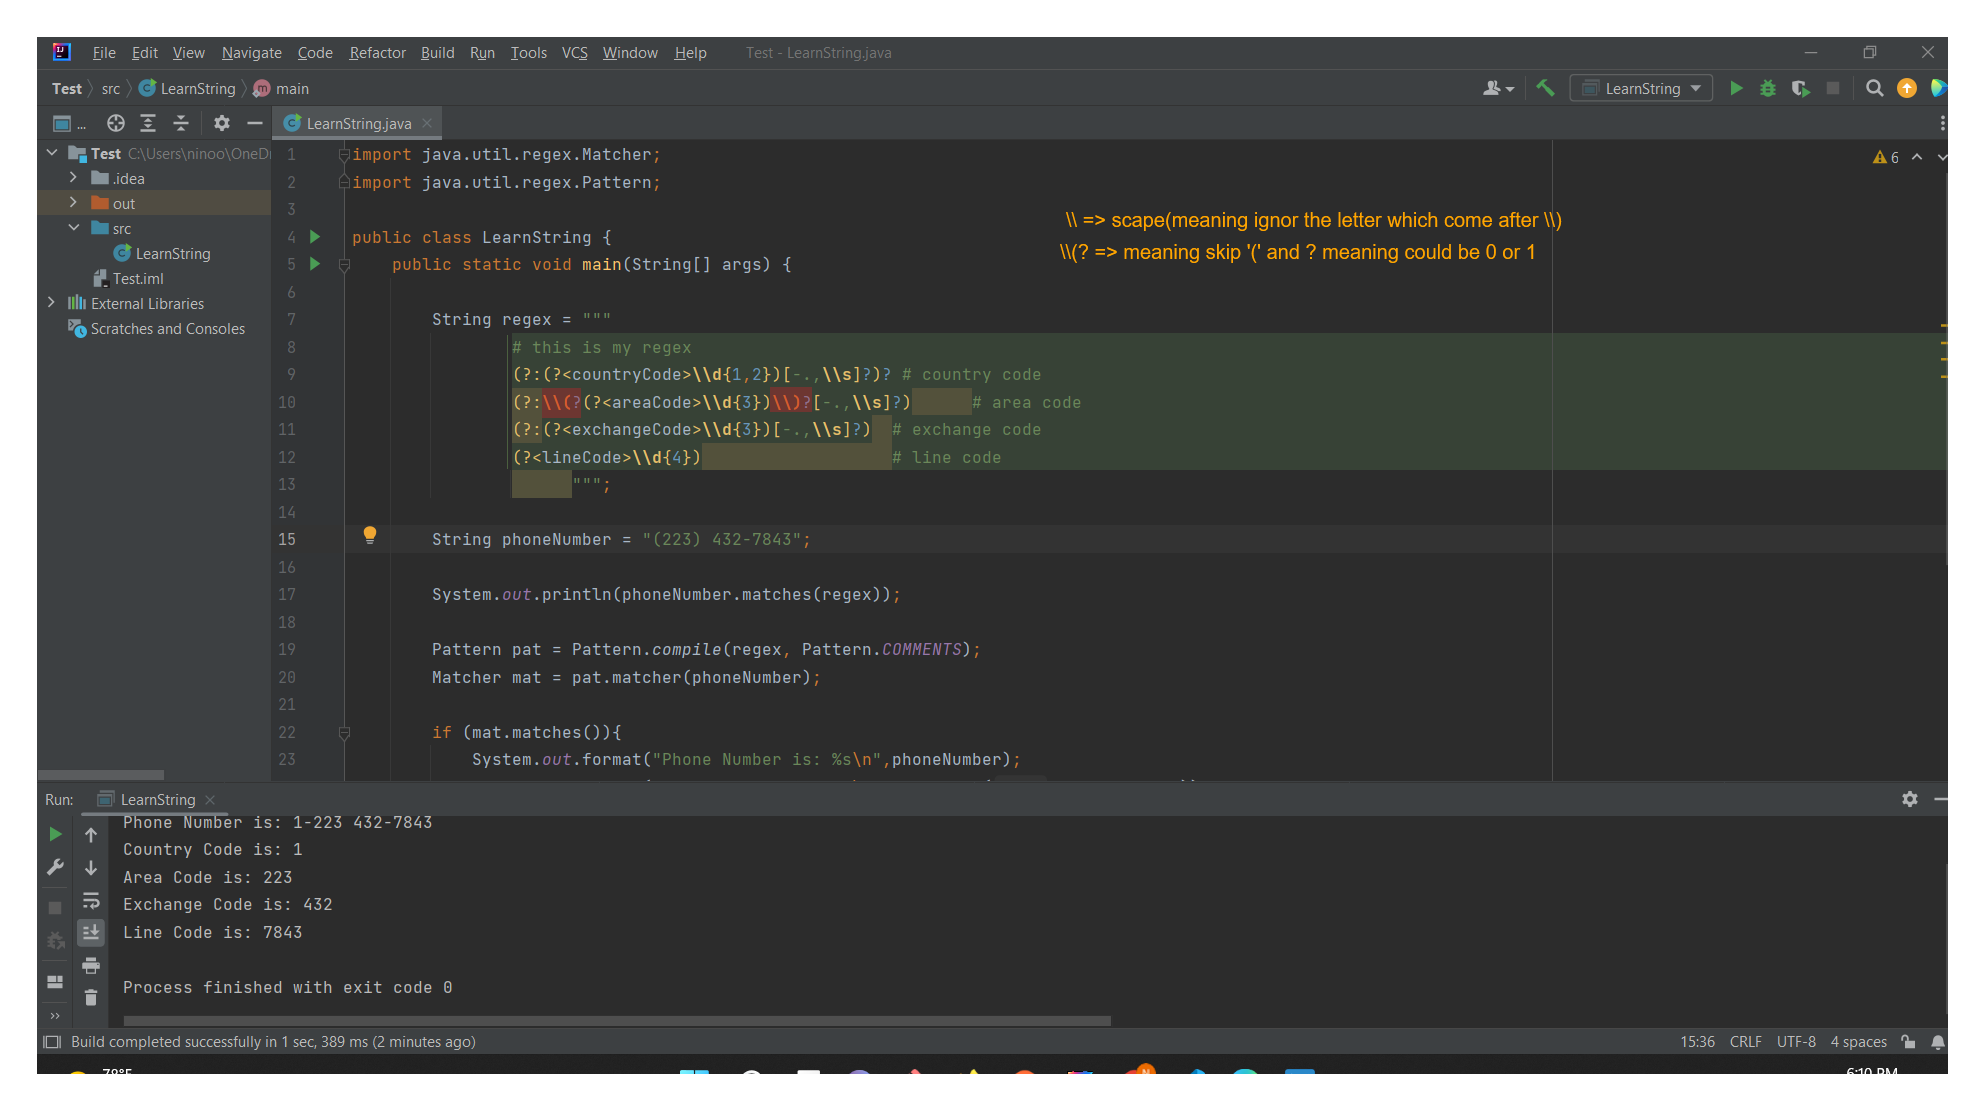 File Edit View Navigate Code Refactor Build Run Tools VCS Window Help Test - LearnString.java
Test src LearnString main
LearnString
... LearnString.java
Test C:\Users\ninoo\OneD
.idea
out
src
LearnString
Test.iml
External Libraries
Scratches and Consoles
6
\\ => scape(meaning ignor the letter which come after \\)
\\(? => meaning skip '(' and ? meaning could be 0 or 1
1 import java.util.regex.Matcher;
2 import java.util.regex.Pattern;
3
4 public class LearnString {
5 public static void main(String[] args) {
6
7 String regex = """
8 # this is my regex
9 (?:(?<countryCode>\\d{1,2})[-.,\\s]?)? # country code
10 (?:\\(?(?<areaCode>\\d{3})\\)?[-.,\\s]?) # area code
11 (?:(?<exchangeCode>\\d{3})[-.,\\s]?) # exchange code
12 (?<lineCode>\\d{4}) # line code
13 """;
14
15 String phoneNumber = "(223) 432-7843";
16
17 System.out.println(phoneNumber.matches(regex));
18
19 Pattern pat = Pattern.compile(regex, Pattern.COMMENTS);
20 Matcher mat = pat.matcher(phoneNumber);
21
22 if (mat.matches()){
23 System.out.format("Phone Number is: %s\n",phoneNumber);
Run: LearnString
Phone Number is: 1-223 432-7843
Country Code is: 1
Area Code is: 223
Exchange Code is: 432
Line Code is: 7843
Process finished with exit code 0
Build completed successfully in 1 sec, 389 ms (2 minutes ago) 15:36 CRLF UTF-8 4 spaces
78°F 6:10 PM